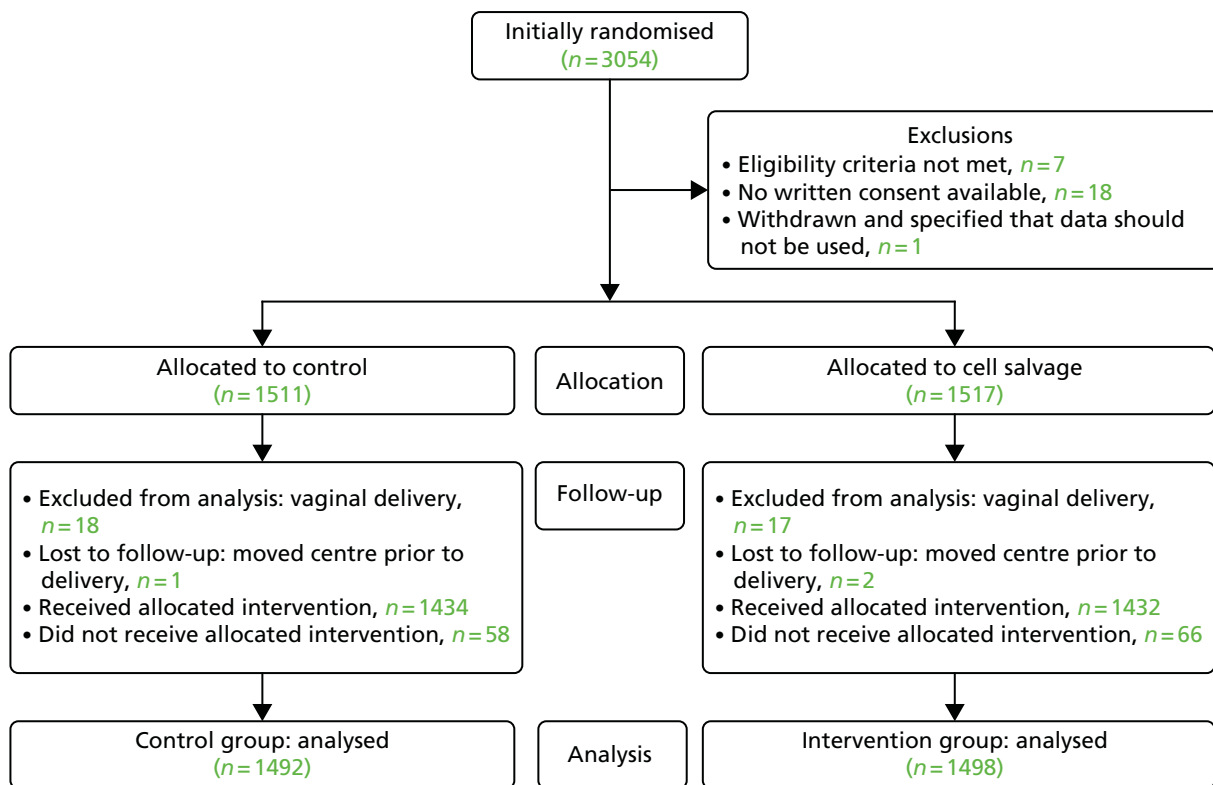 Initially randomised
(n=3054)
Exclusions
• Eligibility criteria not met, n=7
• No written consent available, n=18
• Withdrawn and specified that data should
not be used, n=1
Allocated to control
(n=1511)
Allocation
Allocated to cell salvage
(n=1517)
• Excluded from analysis: vaginal delivery,
n=18
• Lost to follow-up: moved centre prior to
delivery, n=1
• Received allocated intervention, n=1434
• Did not receive allocated intervention, n=58
Follow-up
• Excluded from analysis: vaginal delivery,
n=17
• Lost to follow-up: moved centre prior to
delivery, n=2
• Received allocated intervention, n=1432
• Did not receive allocated intervention, n=66
Control group: analysed
(n=1492)
Analysis
Intervention group: analysed
(n=1498)